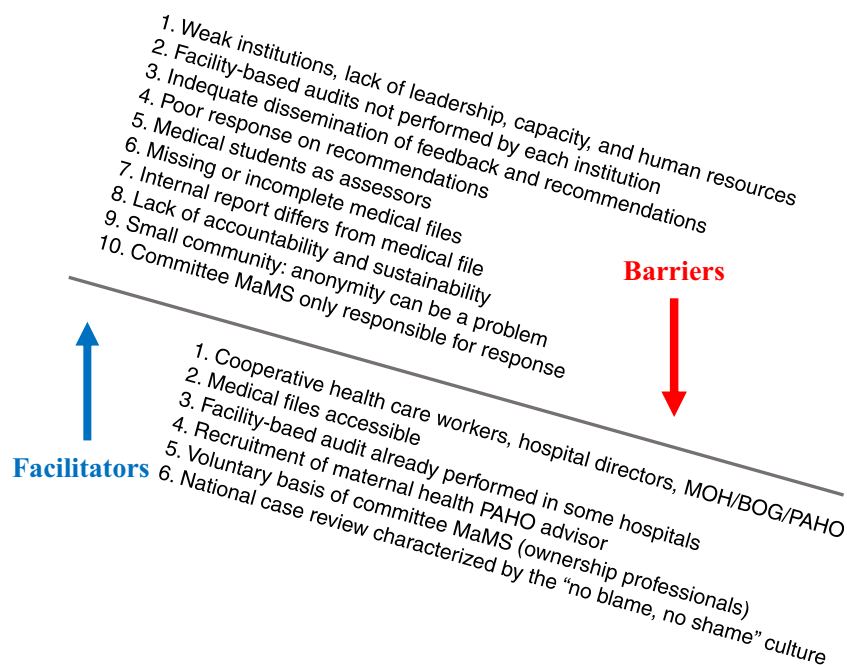 1. Weak institutions, lack of leadership, capacity, and human resources
2. Facility-based audits not performed by each institution
3. Indequate dissemination of feedback and recommendations
4. Poor response on recommendations
5. Medical students as assessors
6. Missing or incomplete medical files
7. Internal report differs from medical file
8. Lack of accountability and sustainability
9. Small community: anonymity can be a problem
10. Committee MaMS only responsible for response
Barriers
Facilitators
1. Cooperative health care workers, hospital directors, MOH/BOG/PAHO
2. Medical files accessible
3. Facility-baed audit already performed in some hospitals
4. Recruitment of maternal health PAHO advisor
5. Voluntary basis of committee MaMS (ownership professionals)
6. National case review characterized by the “no blame, no shame” culture